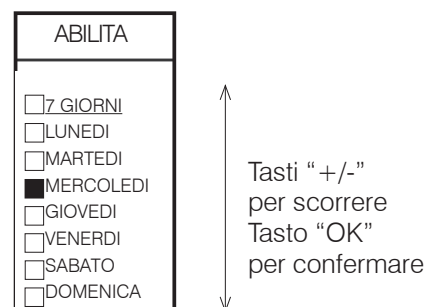 ABILITA
7 GIORNI
LUNEDI
MARTEDI
MERCOLEDI
GIOVEDI
VENERDI
SABATO
DOMENICA
Tasti “+/-”
per scorrere
Tasto “OK”
per confermare